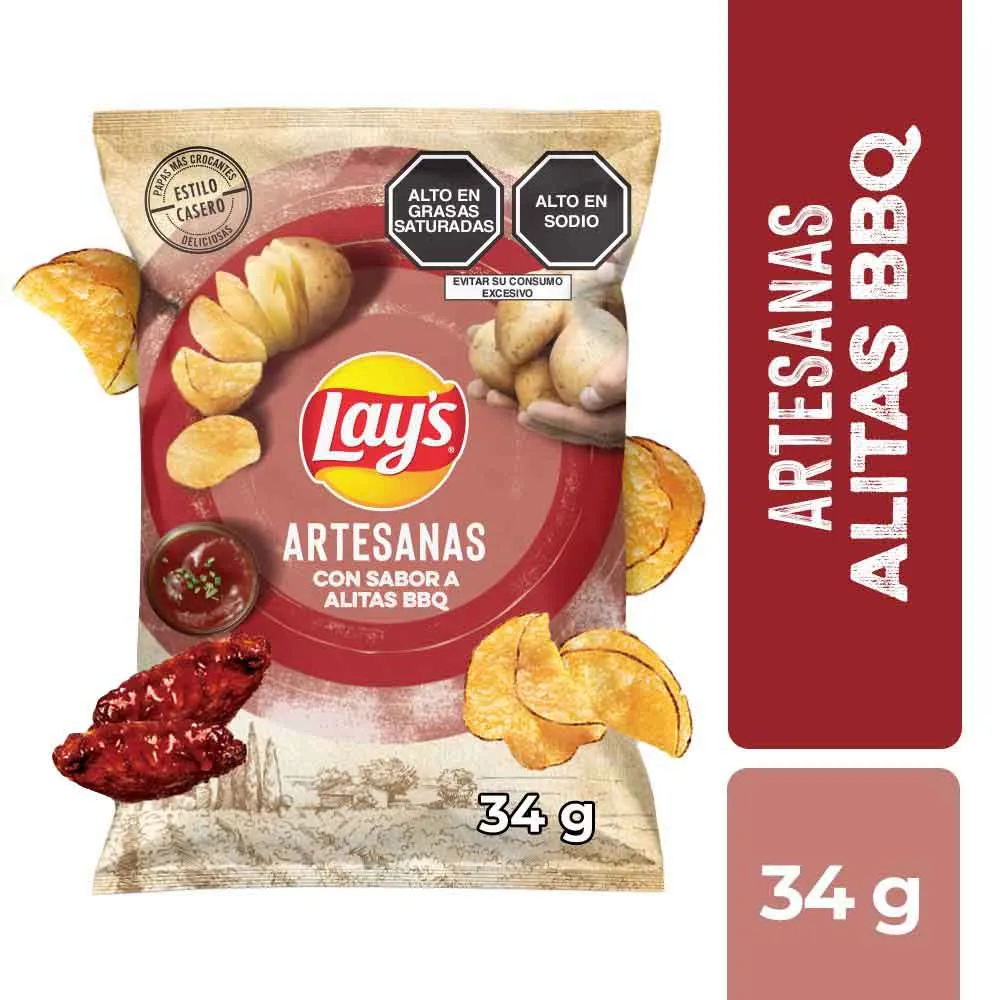 PAPAS MÁS CROCANTES
ESTILO
CASERO
DELICIOSAS
ALTO EN
GRASAS
SATURADAS
ALTO EN
SODIO
EVITAR SU CONSUMO
EXCESIVO
Lay's®
ARTESANAS
CON SABOR A
ALITAS BBQ
34 g
ARTESANAS
ALITAS BBQ
34 g